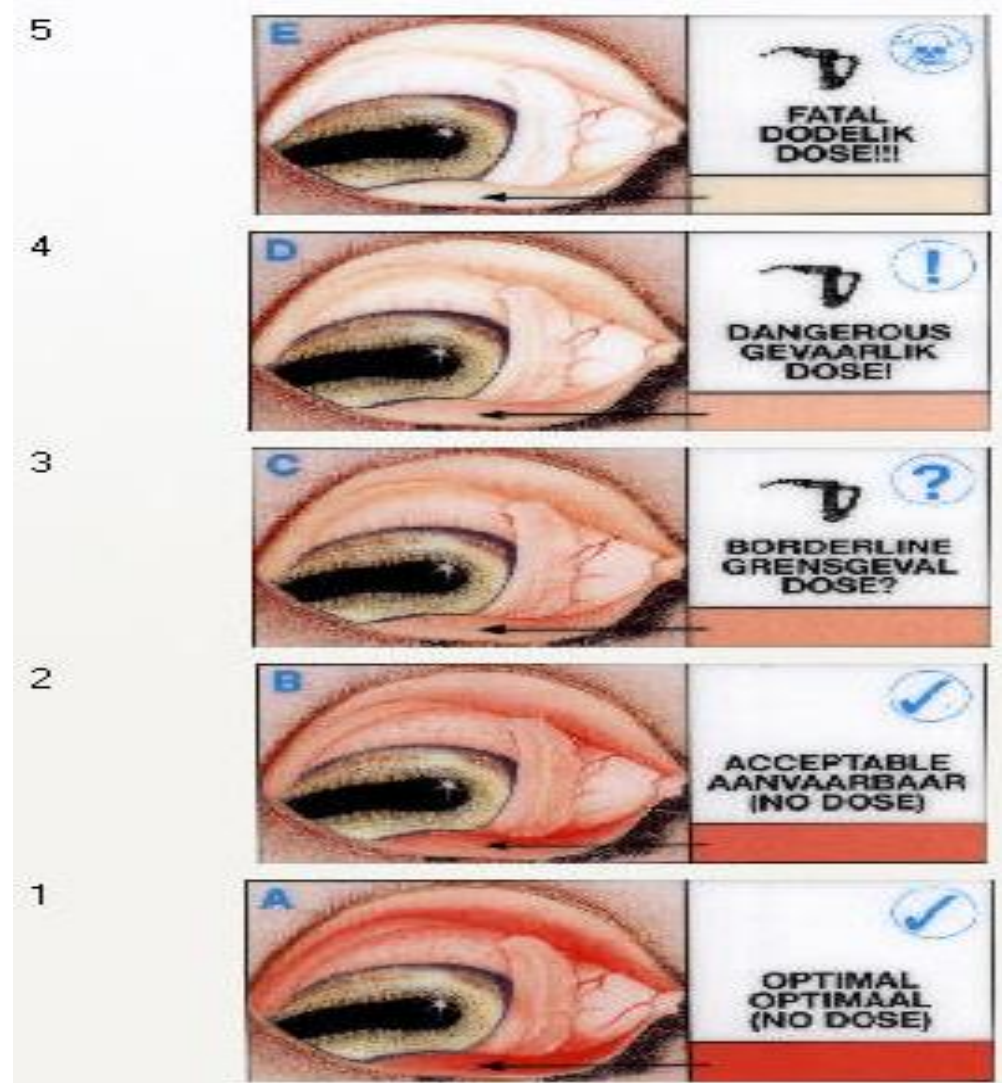 5
E
FATAL
DODELIK
DOSE!!!
4
D
!
DANGEROUS
GEVAARLIK
DOSE!
3
C
?
BORDERLINE
GRENSGEVAL
DOSE?
2
B
ACCEPTABLE
AANVAARBAAR
(NO DOSE)
1
A
OPTIMAL
OPTIMAAL
(NO DOSE)